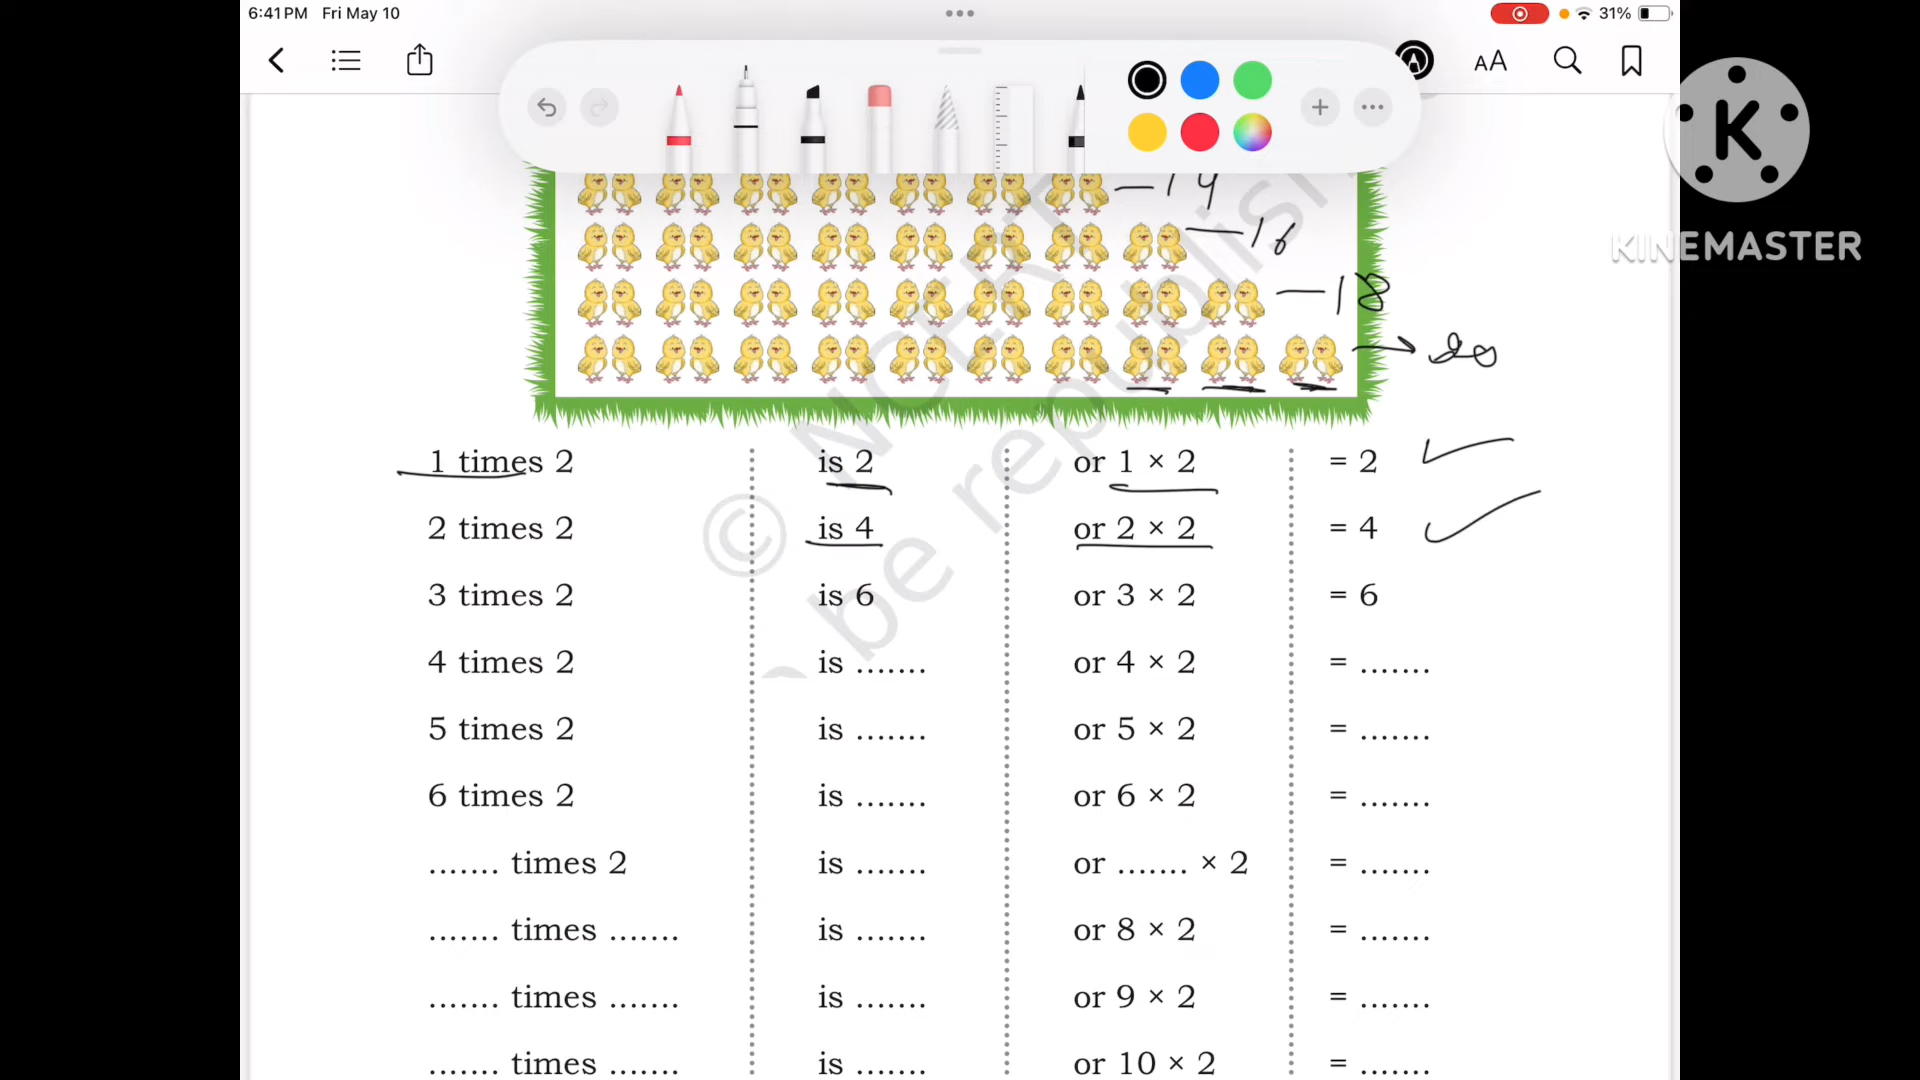 6:41 PM Fri May 10
31%
AA
K
KINEMASTER
—14
—16
—18
→ 20
© NCERT
be republish
1 times 2 is 2 or 1 × 2 = 2
2 times 2 is 4 or 2 × 2 = 4
3 times 2 is 6 or 3 × 2 = 6
4 times 2 is ....... or 4 × 2 = .......
5 times 2 is ....... or 5 × 2 = .......
6 times 2 is ....... or 6 × 2 = .......
....... times 2 is ....... or ....... × 2 = .......
....... times ....... is ....... or 8 × 2 = .......
....... times ....... is ....... or 9 × 2 = .......
....... times ....... is ....... or 10 × 2 = .......